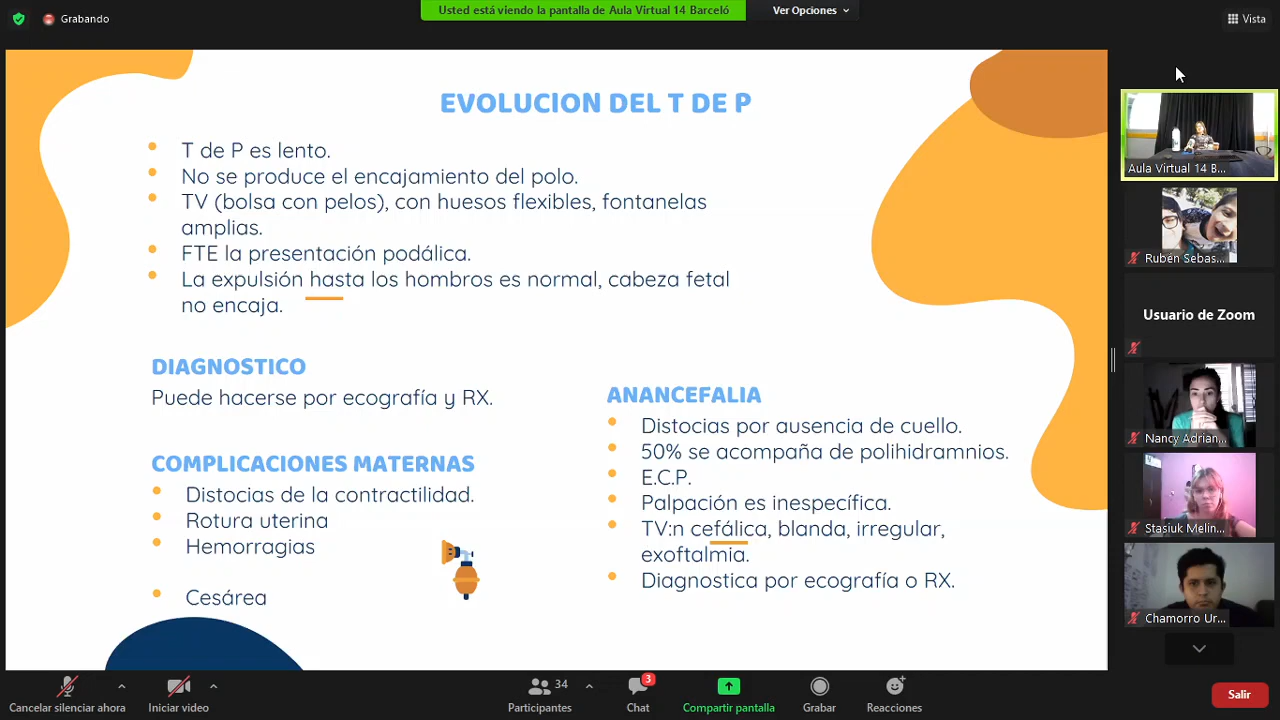 Grabando
Usted está viendo la pantalla de Aula Virtual 14 Barceló
Ver Opciones
Vista
EVOLUCION DEL T DE P
T de P es lento.
No se produce el encajamiento del polo.
TV (bolsa con pelos), con huesos flexibles, fontanelas
amplias.
FTE la presentación podálica.
La expulsión hasta los hombros es normal, cabeza fetal
no encaja.
DIAGNOSTICO
Puede hacerse por ecografía y RX.
COMPLICACIONES MATERNAS
Distocias de la contractilidad.
Rotura uterina
Hemorragias
Cesárea
ANANCEFALIA
Distocias por ausencia de cuello.
50% se acompaña de polihidramnios.
E.C.P.
Palpación es inespecífica.
TV:n cefálica, blanda, irregular,
exoftalmia.
Diagnostica por ecografía o RX.
Aula Virtual 14 B...
Ruben Sebas...
Usuario de Zoom
Nancy Adrian...
Stasiuk Melin...
Chamorro Ur...
Cancelar silenciar ahora
Iniciar video
34
Participantes
3
Chat
Compartir pantalla
Grabar
Reacciones
Salir